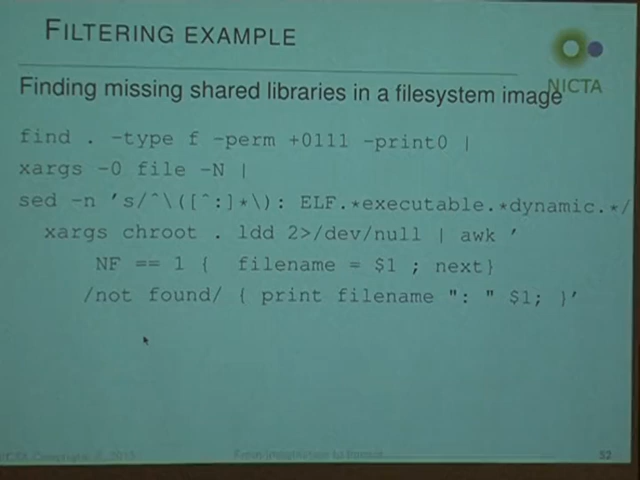 FILTERING EXAMPLE
NICTA
Finding missing shared libraries in a filesystem image
find . -type f -perm +0111 -print0 |
xargs -0 file -N |
sed -n 's/^\([^:]*\): ELF.*executable.*dynamic.*/
xargs chroot . ldd 2>/dev/null | awk '
NF == 1 { filename = $1 ; next}
/not found/ { print filename ": " $1; }'
52